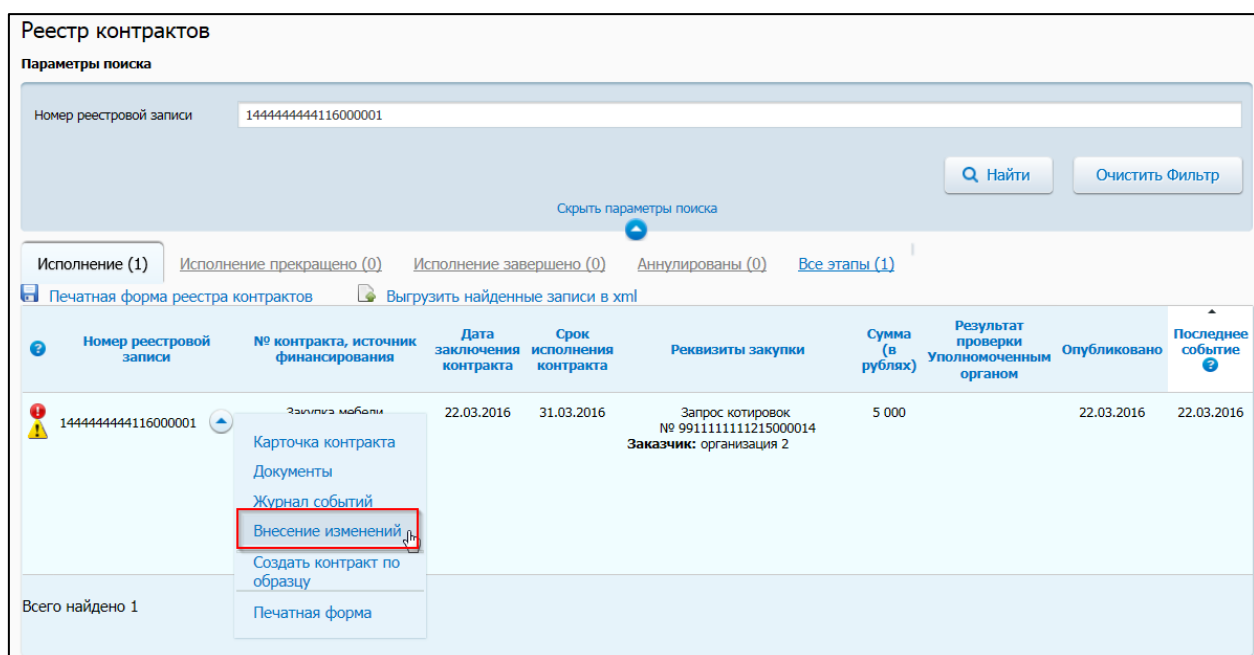 Реестр контрактов
Параметры поиска
Номер реестровой записи
1444444444116000001
Найти
Очистить Фильтр
Скрыть параметры поиска
Исполнение (1)
Исполнение прекращено (0)
Исполнение завершено (0)
Аннулированы (0)
Все этапы (1)
Печатная форма реестра контрактов
Выгрузить найденные записи в xml
Номер реестровой
записи
№ контракта, источник
финансирования
Дата
заключения
контракта
Срок
исполнения
контракта
Реквизиты закупки
Сумма
(в
рублях)
Результат
проверки
Уполномоченным
органом
Опубликовано
Последнее
событие
1444444444116000001
Закупка мебели
22.03.2016
31.03.2016
Запрос котировок
№ 9911111111215000014
Заказчик: организация 2
5 000
22.03.2016
22.03.2016
Карточка контракта
Документы
Журнал событий
Внесение изменений
Создать контракт по
образцу
Печатная форма
Всего найдено 1